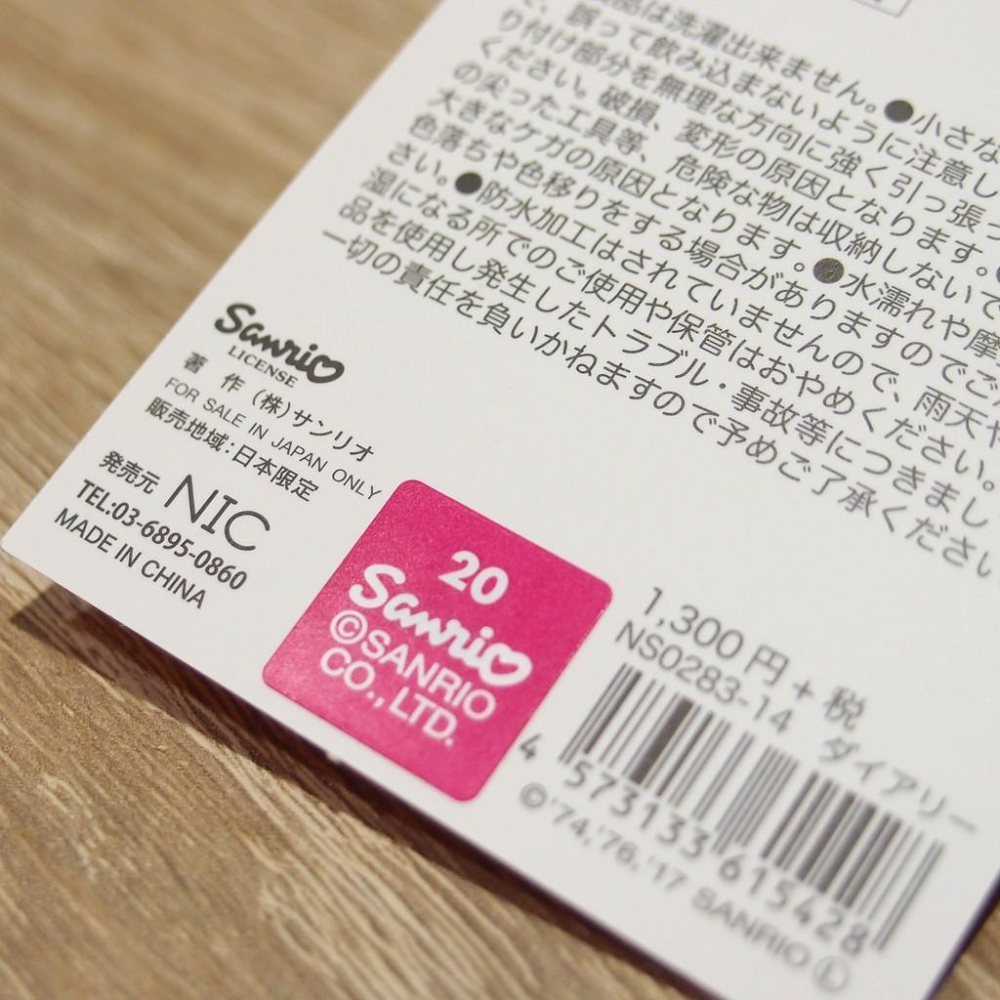 品は洗濯出来ません。●小さな
で、誤って飲み込まないように注意し
り付け部分を無理な方向に強く引っ張っ
ください。破損、変形の原因となります。
の尖った工具等、危険な物は収納しないで
大きなケガの原因となります。●水濡れや摩
色落ちや色移りをする場合がありますのでご
さい。●防水加工はされていませんので、雨天や
湿になる所でのご使用や保管はおやめください。
品を使用し発生したトラブル・事故等につきまし
一切の責任を負いかねますので予めご了承ください
Sanrio
LICENSE
著 作 (株)サンリオ
FOR SALE IN JAPAN ONLY
販売地域:日本限定
発売元 NIC
TEL:03-6895-0860
MADE IN CHINA
20
Sanrio
©SANRIO
CO., LTD.
1,300 円 + 税
NS0283-14 ダイアリー
4 573133 615428
©'74,'76,'17 SANRIO Ⓛ